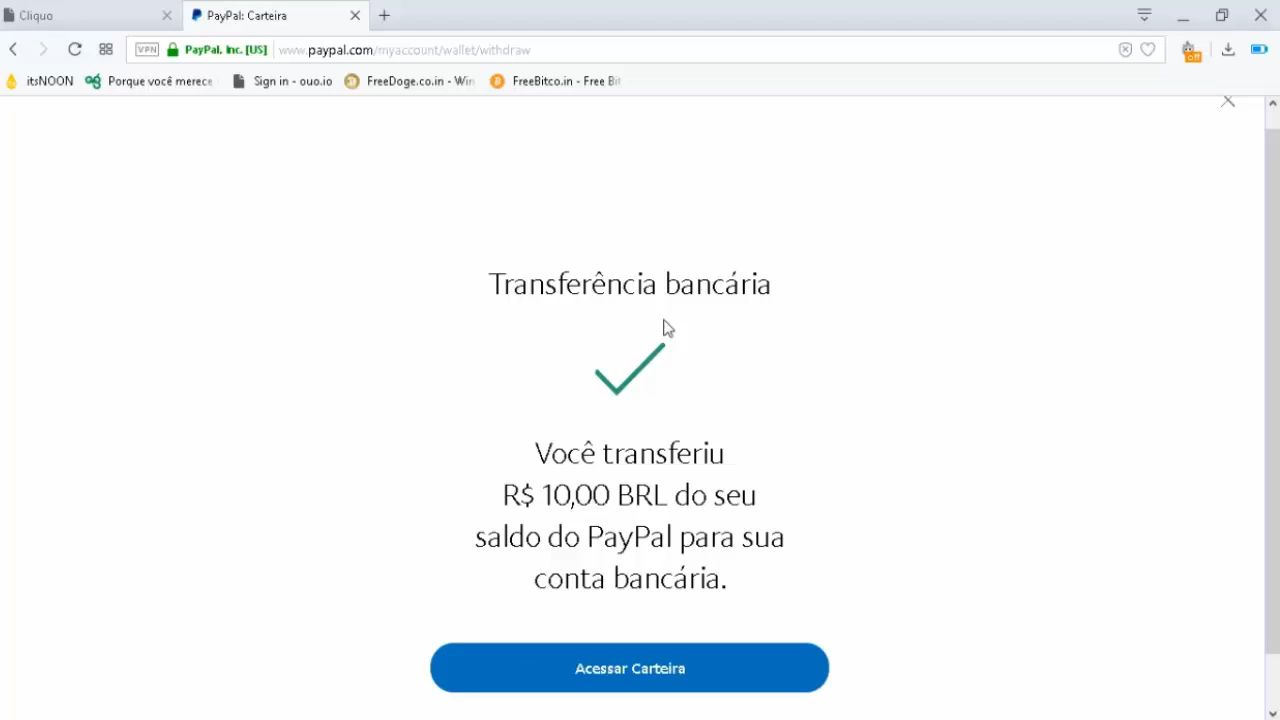 Cliquo
PayPal: Carteira
VPN
PayPal, Inc. [US]
www.paypal.com/myaccount/wallet/withdraw
off
itsNOON
Porque você merece
Sign in - ouo.io
FreeDoge.co.in - Win
FreeBitco.in - Free Bit
Transferência bancária
Você transferiu
R$ 10,00 BRL do seu
saldo do PayPal para sua
conta bancária.
Acessar Carteira